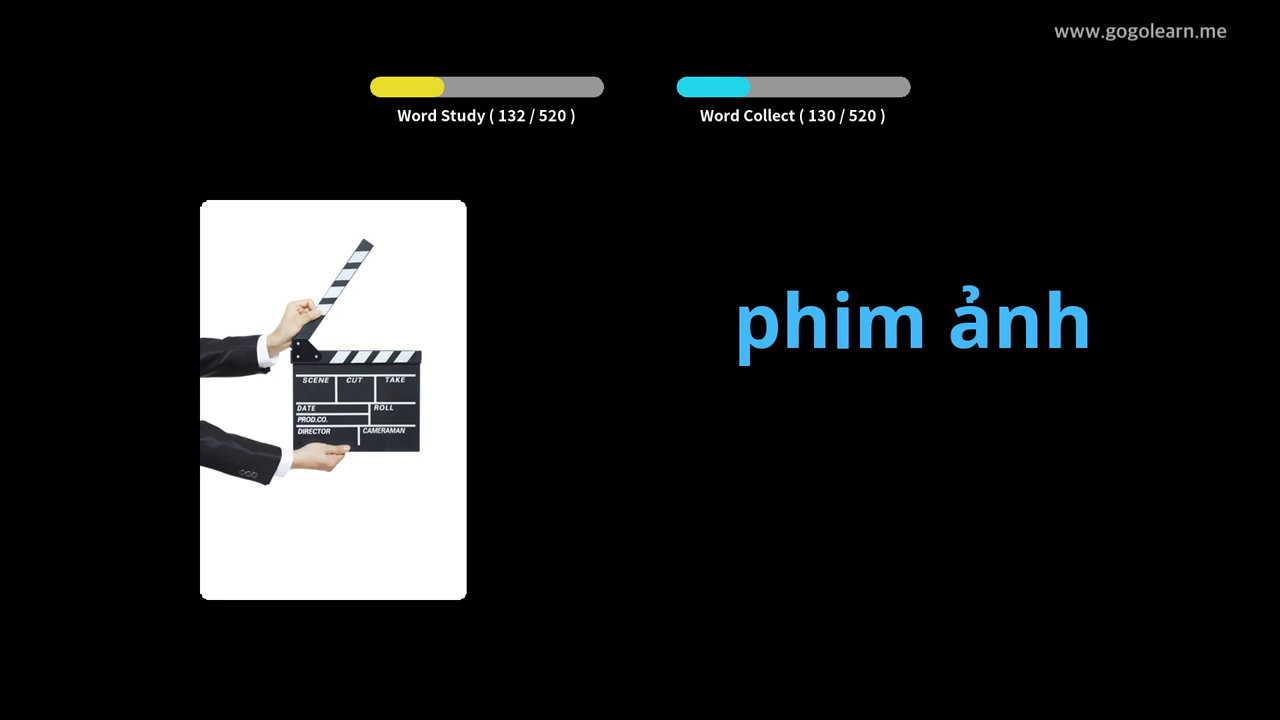 www.gogolearn.me
Word Study ( 132 / 520 )
Word Collect ( 130 / 520 )
phim ảnh
SCENE CUT TAKE
DATE ROLL
PROD.CO.
DIRECTOR CAMERAMAN